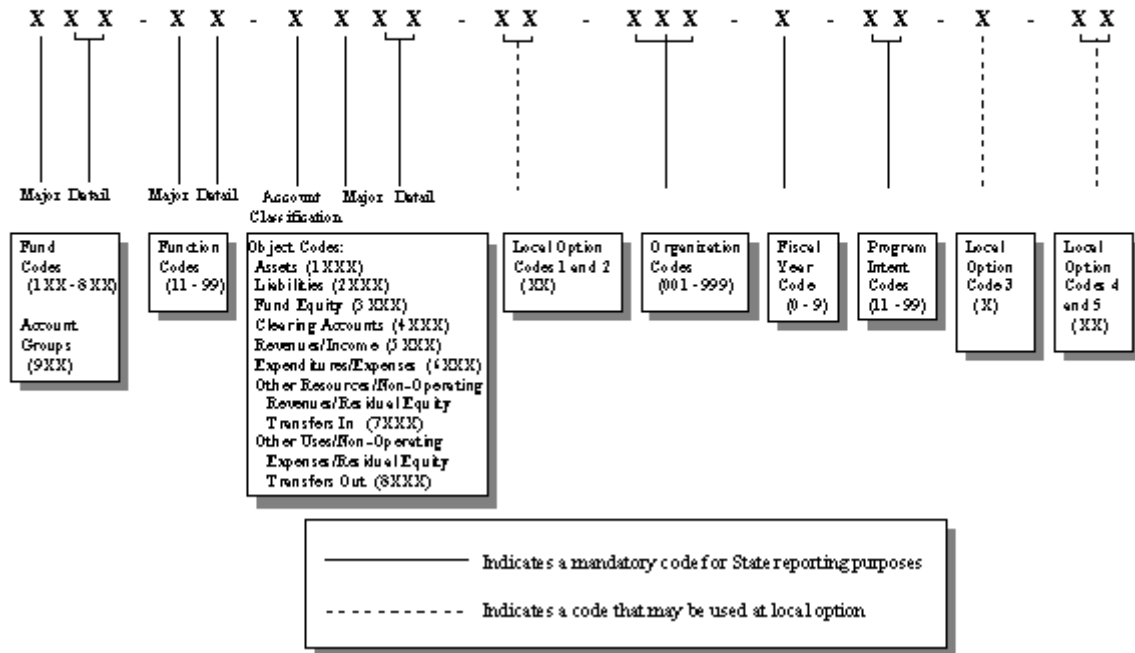 X X X - X X - X X X X - X X - X X X - X - X X - X - X X
Major Detail
Major Detail
Account Classification
Major Detail
Fund
Codes
(1XX - 8XX)
Account
Groups
(9XX)
Function
Codes
(11 - 99)
Object Codes:
Assets (1XXX)
Liabilities (2XXX)
Fund Equity (3XXX)
Clearing Accounts (4XXX)
Revenues/Income (5XXX)
Expenditures/Expenses (6XXX)
Other Resources/Non-Operating
Revenues/Residual Equity
Transfers In (7XXX)
Other Uses/Non-Operating
Expenses/Residual Equity
Transfers Out (8XXX)
Local Option
Codes 1 and 2
(XX)
Organization
Codes
(001 - 999)
Fiscal
Year
Code
(0 - 9)
Program
Intent
Codes
(11 - 99)
Local
Option
Code 3
(X)
Local
Option
Codes 4
and 5
(XX)
Indicates a mandatory code for State reporting purposes
Indicates a code that may be used at local option